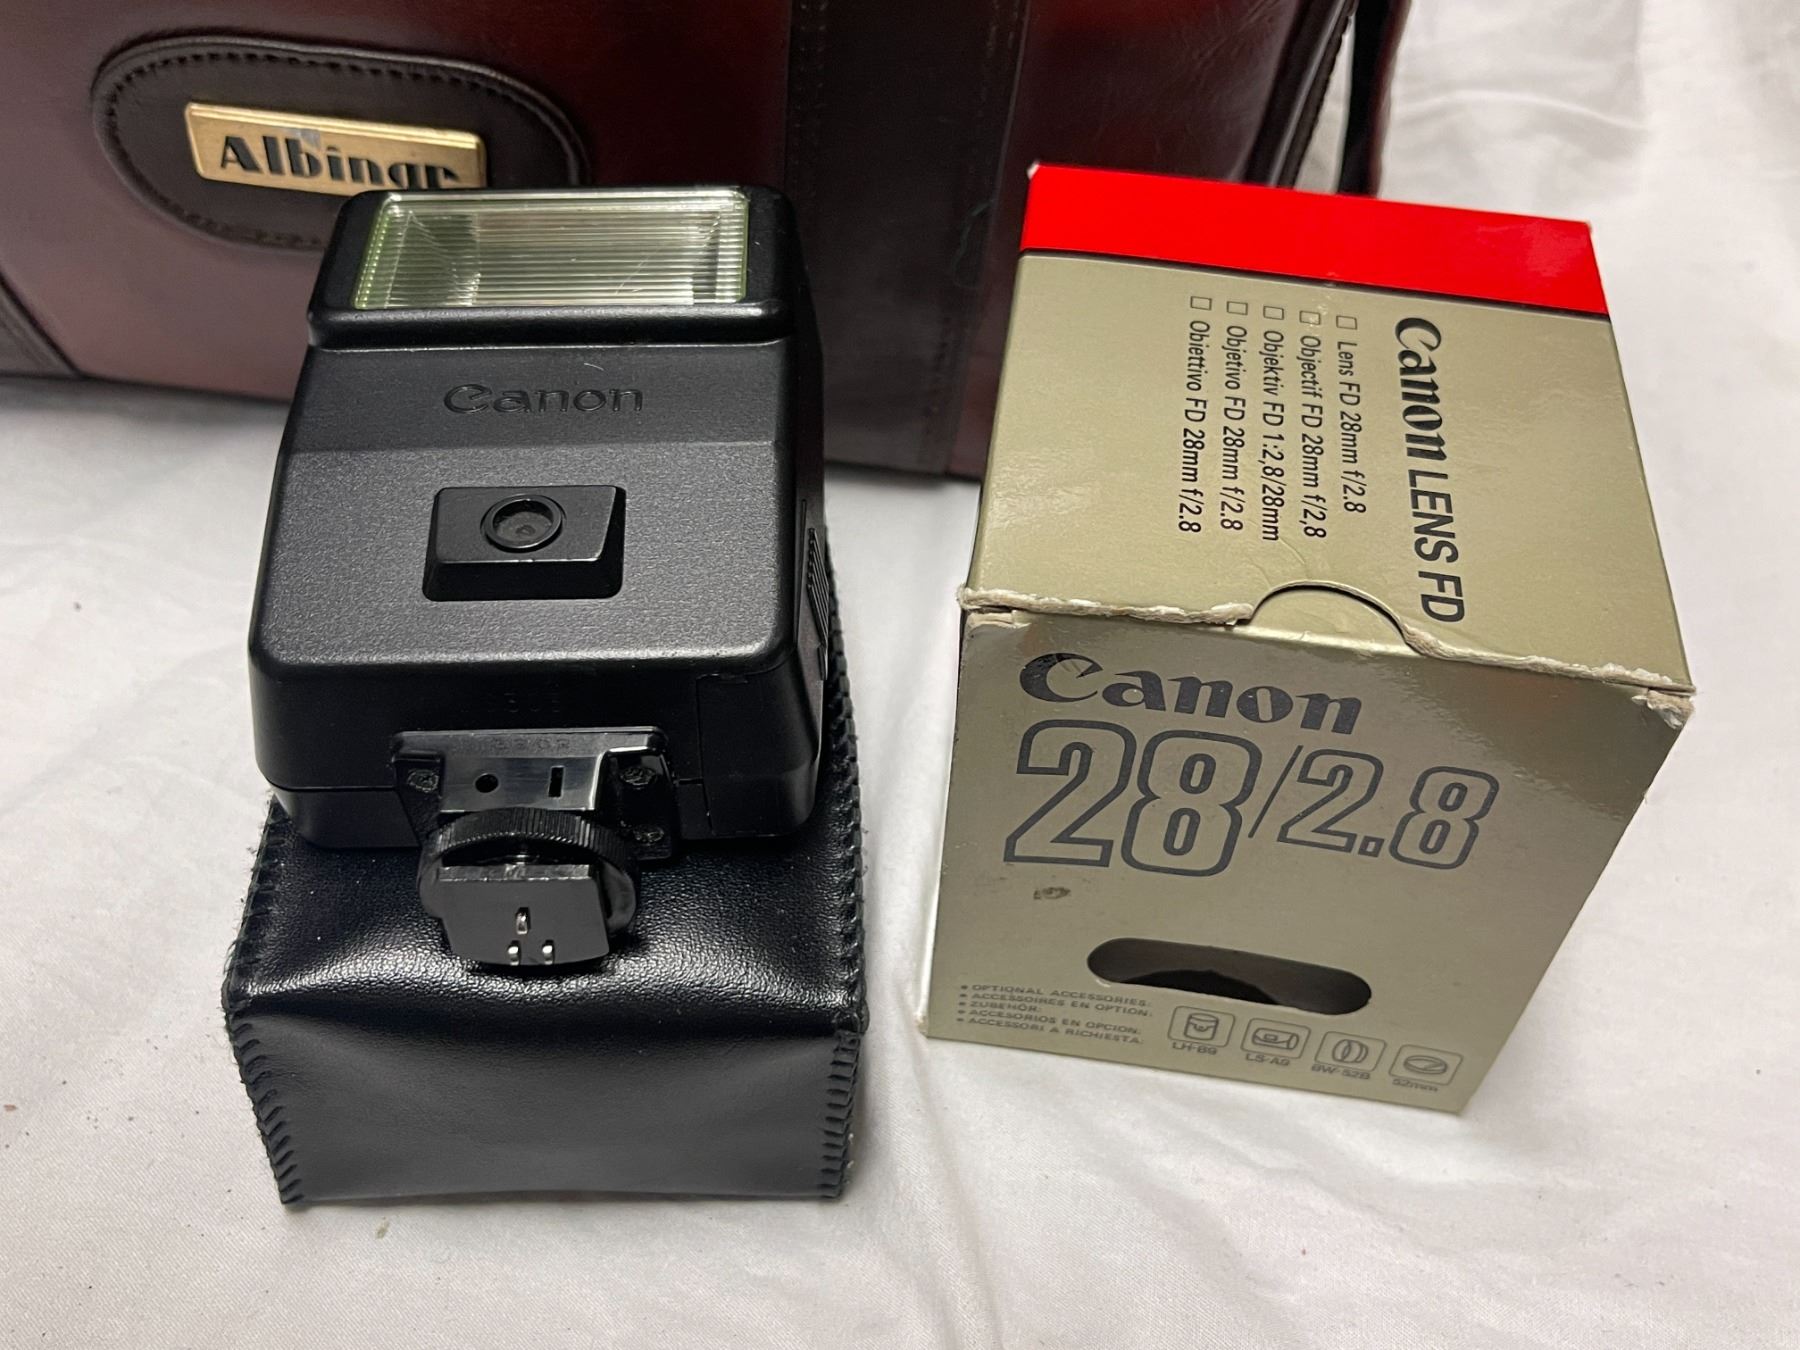 Albinar
Canon
Canon LENS FD
□ Lens FD 28mm f/2.8
□ Objectif FD 28mm f/2,8
□ Objektiv FD 1:2,8/28mm
□ Objetivo FD 28mm f/2.8
□ Obiettivo FD 28mm f/2.8
Canon
28/2.8
• OPTIONAL ACCESSORIES:
• ACCESSOIRES EN OPTION:
• ZUBEHÖR:
• ACCESORIOS EN OPCION:
• ACCESSORI A RICHIESTA:
LH-B9
LS-A9
BW-52B
52mm